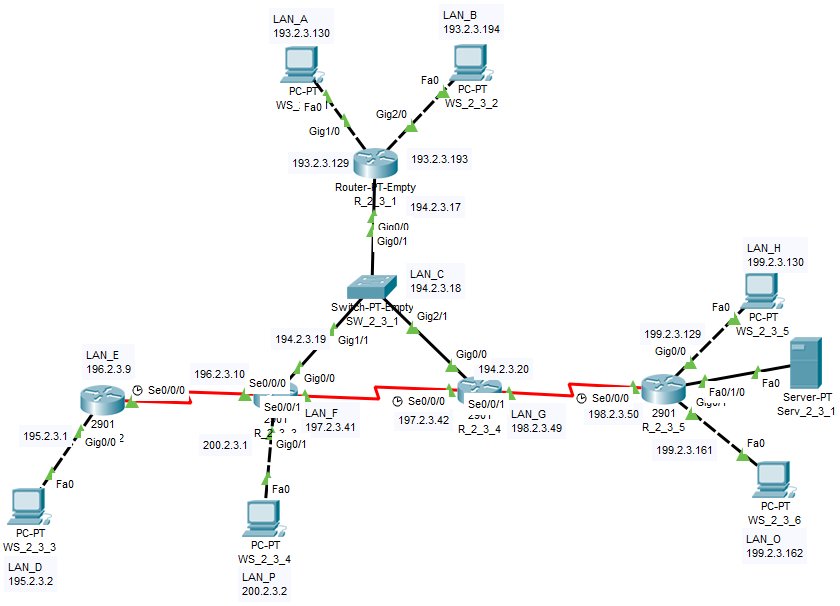 LAN_A
193.2.3.130
LAN_B
193.2.3.194
PC-PT
Fa0
Gig1/0
PC-PT
WS_2_3_2
Fa0
Gig2/0
193.2.3.129
193.2.3.193
Router-PT-Empty
R_2_3_1
194.2.3.17
Gig0/0
Gig0/1
LAN_C
194.2.3.18
Switch-PT-Empty
SW_2_3_1
194.2.3.19
Gig1/1
Gig2/1
Gig0/0
Gig0/0
194.2.3.20
LAN_H
199.2.3.130
Fa0
PC-PT
WS_2_3_5
199.2.3.129
Gig0/0
LAN_E
196.2.3.9
Se0/0/0
196.2.3.10
Se0/0/0
Se0/0/1
LAN_F
197.2.3.41
Se0/0/0
197.2.3.42
Se0/0/1
R_2_3_4
LAN_G
198.2.3.49
Se0/0/0
198.2.3.50
2901
R_2_3_5
Fa0/1/0
Fa0
Server-PT
Serv_2_3_1
2901
195.2.3.1
Gig0/0
Fa0
PC-PT
WS_2_3_3
LAN_D
195.2.3.2
200.2.3.1
Gig0/1
Fa0
PC-PT
WS_2_3_4
LAN_P
200.2.3.2
199.2.3.161
Fa0
PC-PT
WS_2_3_6
LAN_O
199.2.3.162